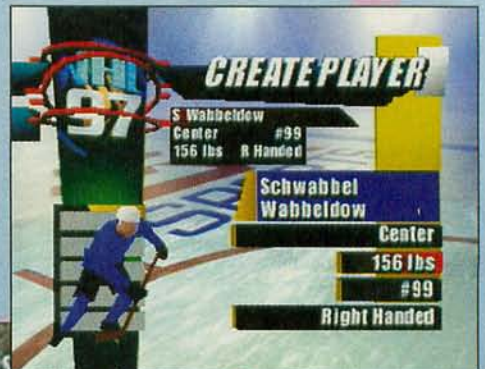 NHL
97
CREATE PLAYER
S Wabbeldow
Center #99
156 lbs R Handed
Schwabbel
Wabbeldow
Center
156 lbs
#99
Right Handed